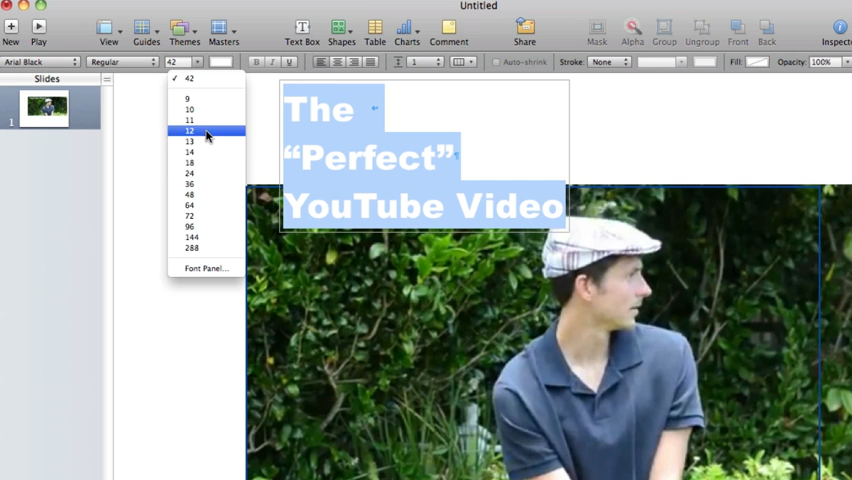 Untitled
New
Play
View
Guides
Themes
Masters
Text Box
Shapes
Table
Charts
Comment
Share
Mask
Alpha
Group
Ungroup
Front
Back
Arial Black
Regular
42
B
I
U
1
Auto-shrink
Stroke:
None
Fill:
Opacity:
100%
Slides
1
✓ 42
9
10
11
12
13
14
18
24
36
48
64
72
96
144
288
Font Panel...
The
“Perfect”
YouTube Video